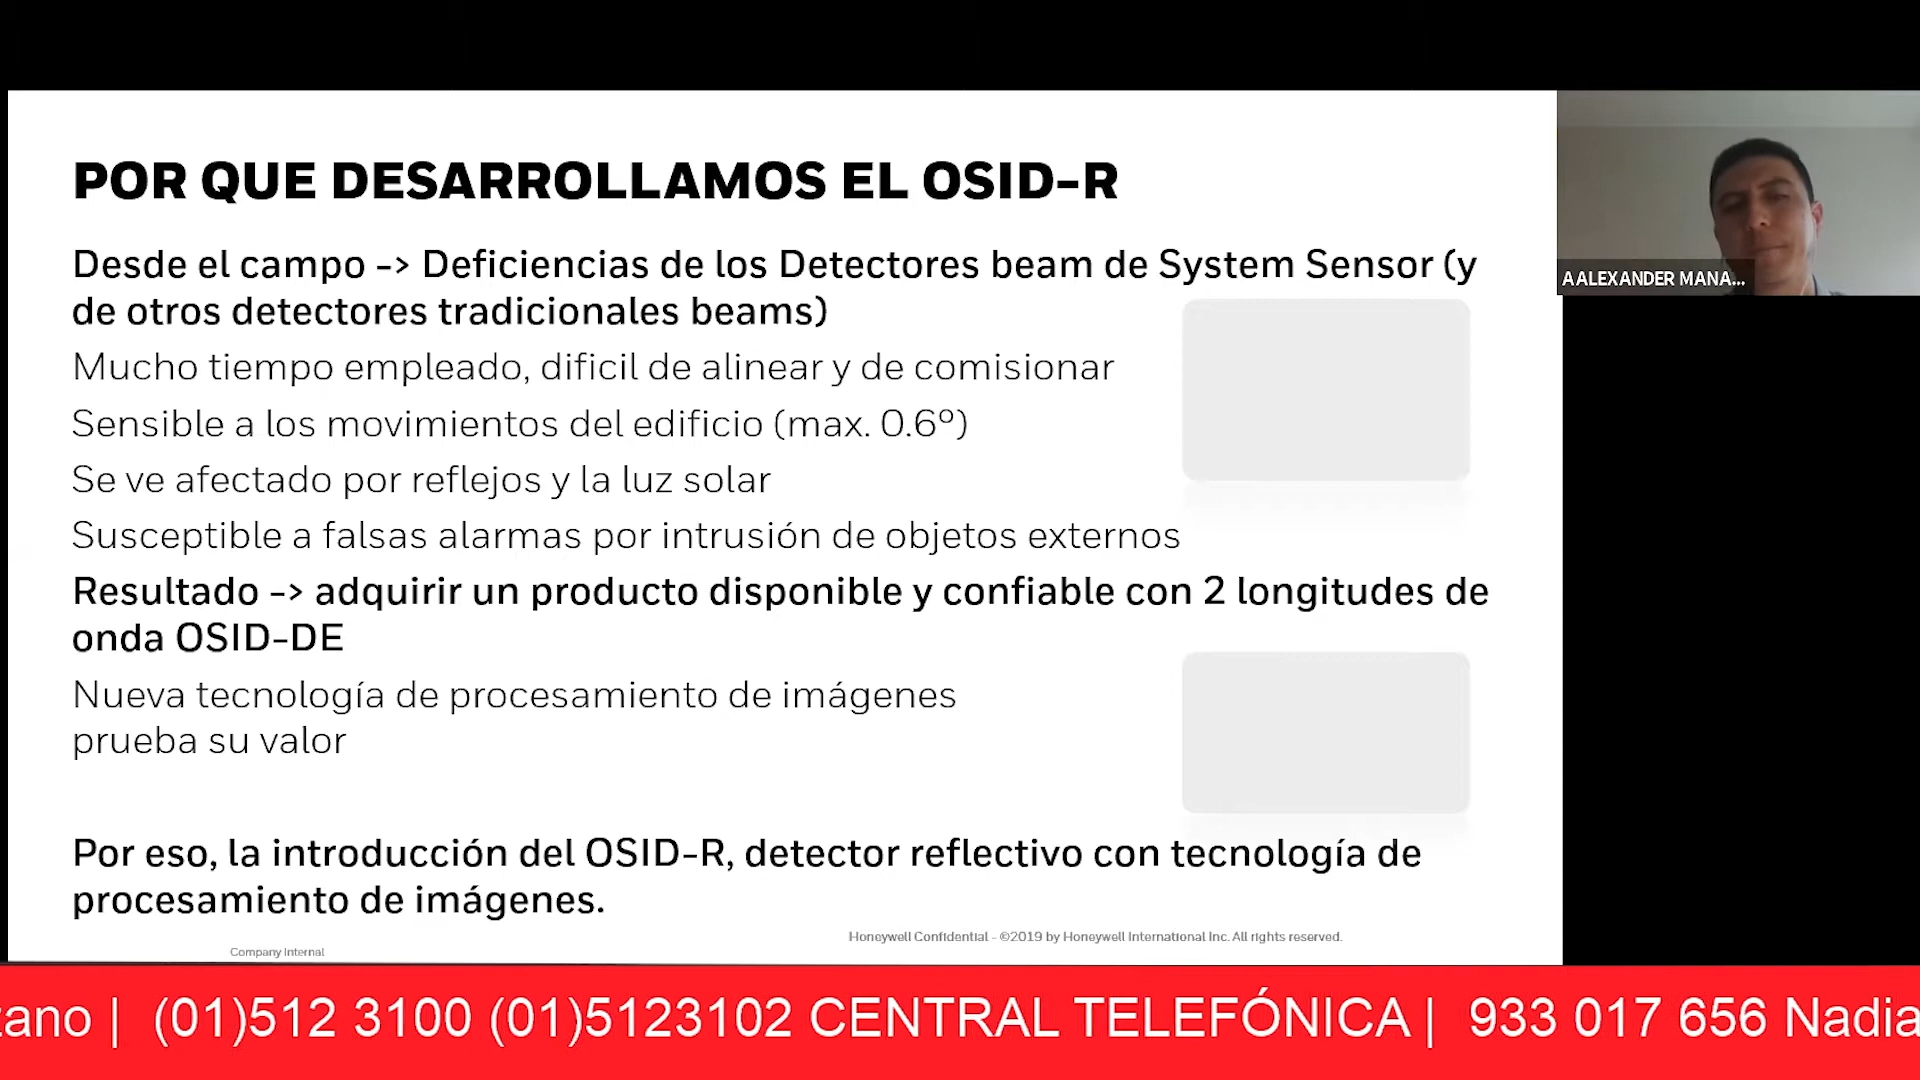 POR QUE DESARROLLAMOS EL OSID-R
Desde el campo -> Deficiencias de los Detectores beam de System Sensor (y
de otros detectores tradicionales beams)
Mucho tiempo empleado, dificil de alinear y de comisionar
Sensible a los movimientos del edificio (max. 0.6º)
Se ve afectado por reflejos y la luz solar
Susceptible a falsas alarmas por intrusión de objetos externos
Resultado -> adquirir un producto disponible y confiable con 2 longitudes de
onda OSID-DE
Nueva tecnología de procesamiento de imágenes
prueba su valor
Por eso, la introducción del OSID-R, detector reflectivo con tecnología de
procesamiento de imágenes.
Honeywell Confidential - ©2019 by Honeywell International Inc. All rights reserved.
Company Internal
AALEXANDER MANA...
zano | (01)512 3100 (01)5123102 CENTRAL TELEFÓNICA | 933 017 656 Nadia